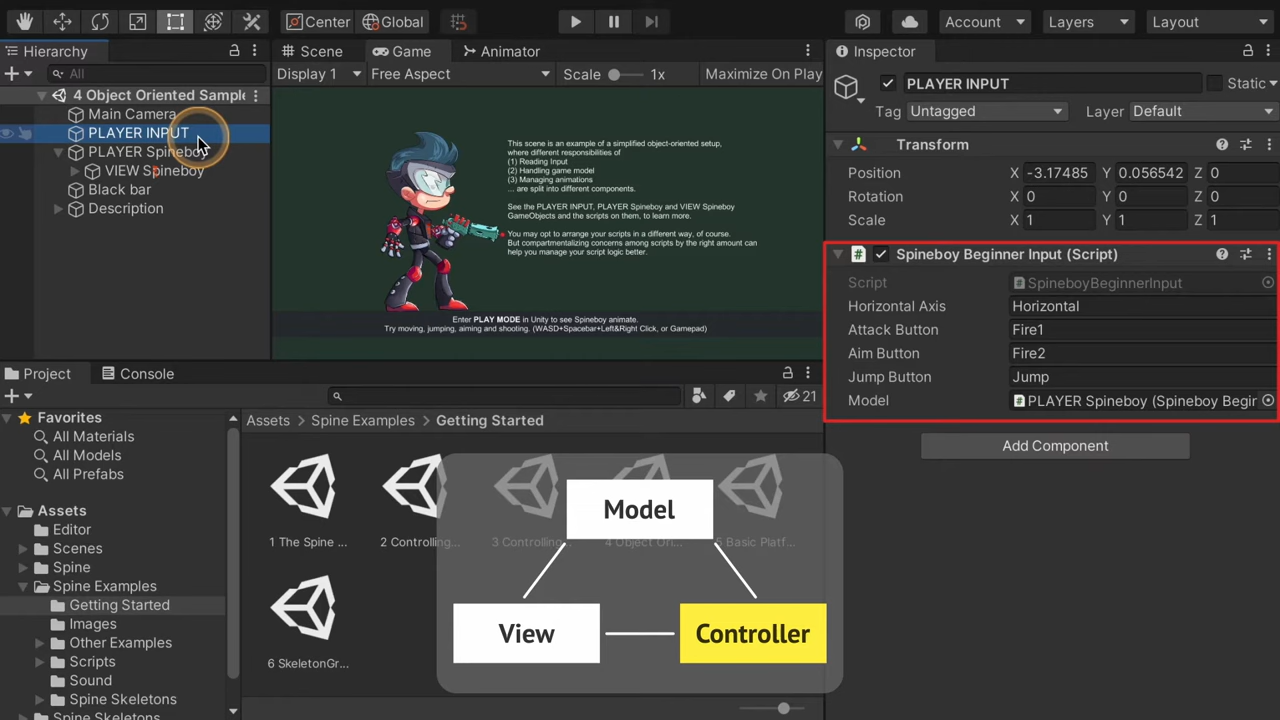 Center
Global
Account
Layers
Layout
Hierarchy
All
4 Object Oriented Sample
Main Camera
PLAYER INPUT
PLAYER Spineboy
VIEW Spineboy
Black bar
Description
Scene
Game
Animator
Display 1
Free Aspect
Scale
1x
Maximize On Play
This scene is an example of a simplified object-oriented setup,
where different responsibilities of
(1) Reading Input
(2) Handling game model
(3) Managing animations
... are split into different components.
See the PLAYER INPUT, PLAYER Spineboy and VIEW Spineboy
GameObjects and the scripts on them, to learn more.
You may opt to arrange your scripts in a different way, of course.
But compartmentalizing concerns among scripts by the right amount can
help you manage your script logic better.
Enter PLAY MODE in Unity to see Spineboy animate.
Try moving, jumping, aiming and shooting. (WASD+Spacebar+Left&Right Click, or Gamepad)
Inspector
PLAYER INPUT
Static
Tag Untagged
Layer Default
Transform
Position X -3.17485 Y 0.056542 Z 0
Rotation X 0 Y 0 Z 0
Scale X 1 Y 1 Z 1
# Spineboy Beginner Input (Script)
Script # SpineboyBeginnerInput
Horizontal Axis Horizontal
Attack Button Fire1
Aim Button Fire2
Jump Button Jump
Model # PLAYER Spineboy (Spineboy Begir
Add Component
Project
Console
21
Favorites
All Materials
All Models
All Prefabs
Assets
Editor
Scenes
Spine
Spine Examples
Getting Started
Images
Other Examples
Scripts
Sound
Spine Skeletons
Spine Skeletons
Assets
Spine Examples
Getting Started
1 The Spine ...
2 Controlling...
3 Controlling...
4 Object Ori...
5 Basic Platf...
6 SkeletonGr...
Model
View
Controller